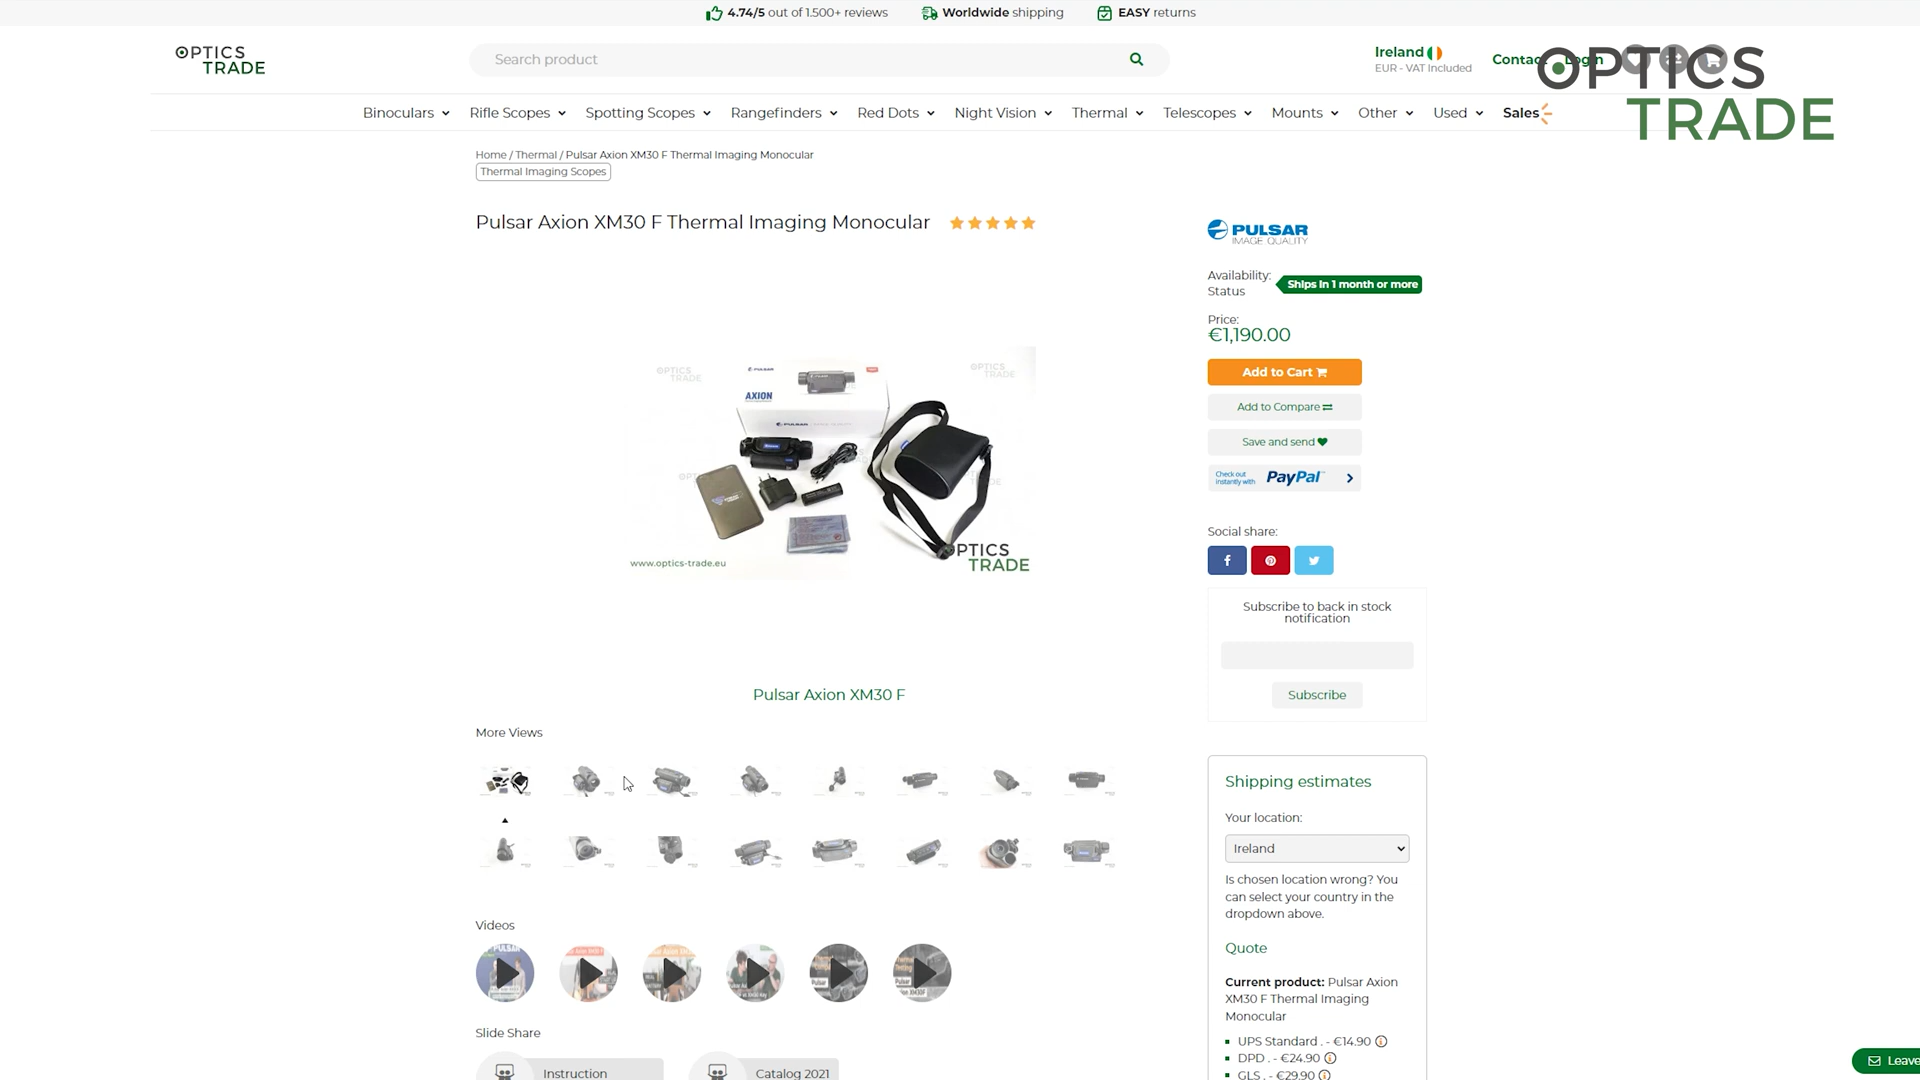 4.74/5 out of 1.500+ reviews
Worldwide shipping
EASY returns
OPTICS
TRADE
Search product
Ireland
EUR - VAT Included
Contact
Login
OPTICS
TRADE
Binoculars
Rifle Scopes
Spotting Scopes
Rangefinders
Red Dots
Night Vision
Thermal
Telescopes
Mounts
Other
Used
Sales
Home / Thermal / Pulsar Axion XM30 F Thermal Imaging Monocular
Thermal Imaging Scopes
Pulsar Axion XM30 F Thermal Imaging Monocular
PULSAR
IMAGE QUALITY
Availability:
Status
Ships in 1 month or more
Price:
€1,190.00
Add to Cart
Add to Compare
Save and send
Check out
instantly with
PayPal
OPTICS
TRADE
OPTICS
TRADE
PULSAR
AXION
PULSAR
www.optics-trade.eu
OPTICS
TRADE
Social share:
Subscribe to back in stock
notification
Subscribe
Pulsar Axion XM30 F
More Views
Videos
Slide Share
Instruction
Catalog 2021
Shipping estimates
Your location:
Ireland
Is chosen location wrong? You
can select your country in the
dropdown above.
Quote
Current product: Pulsar Axion
XM30 F Thermal Imaging
Monocular
UPS Standard . - €14.90
DPD . - €24.90
GLS . - €29.90
Leave